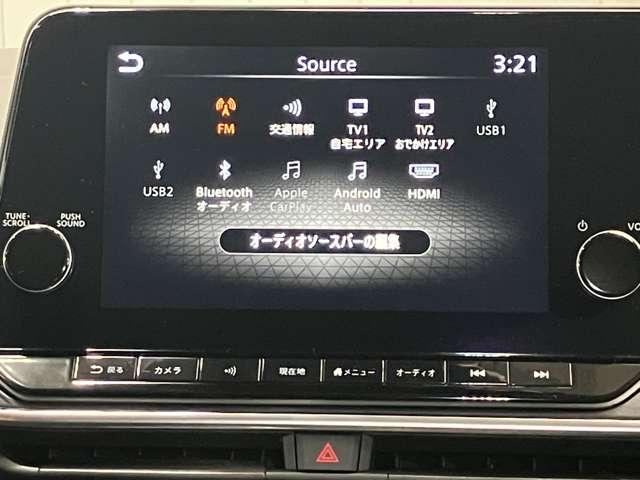 Source
3:21
AM
FM
交通情報
TV1
自宅エリア
TV2
おでかけエリア
USB1
USB2
Bluetooth
オーディオ
Apple
CarPlay
Android
Auto
HDMI
オーディオソースバーの編集
TUNE·
SCROLL
PUSH
SOUND
VO
戻る
カメラ
現在地
メニュー
オーディオ